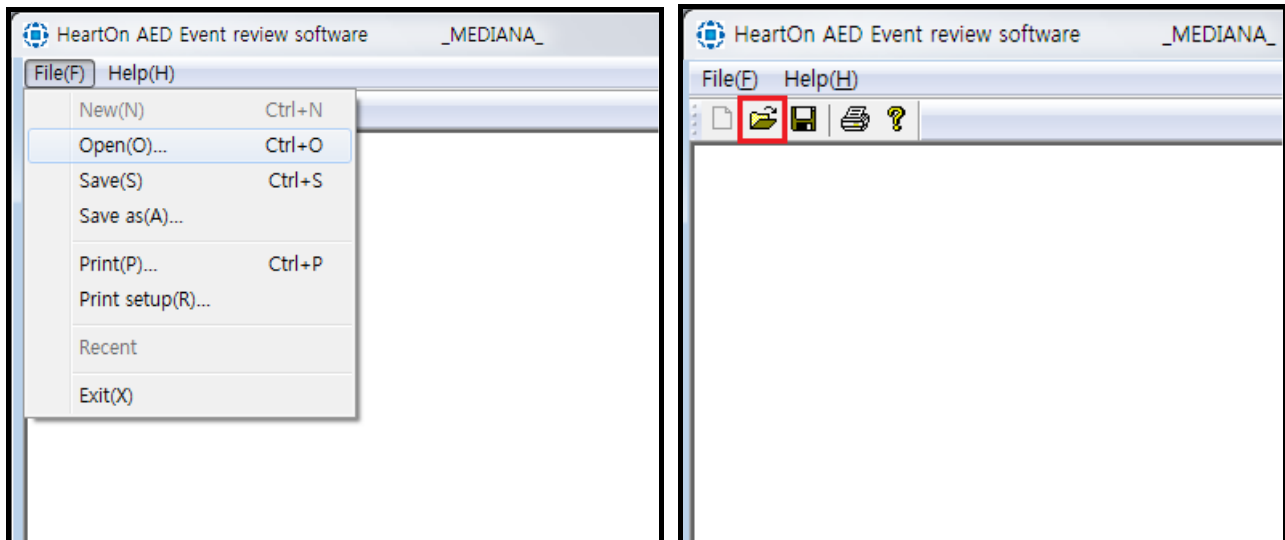 HeartOn AED Event review software _MEDIANA_
File(F) Help(H)
New(N) Ctrl+N
Open(O)... Ctrl+O
Save(S) Ctrl+S
Save as(A)...
Print(P)... Ctrl+P
Print setup(R)...
Recent
Exit(X)
HeartOn AED Event review software _MEDIANA_
File(F) Help(H)
?